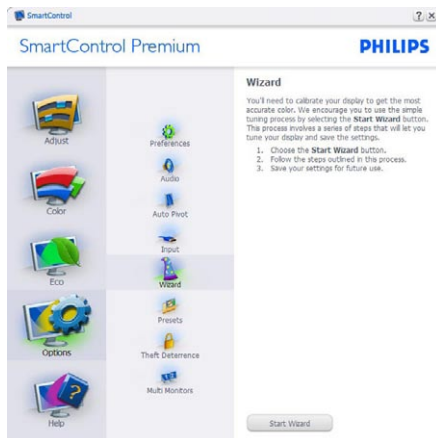 SmartControl
? x
SmartControl Premium
PHILIPS
Adjust
Color
Eco
Options
Help
Preferences
Audio
Auto Pivot
Input
Wizard
Presets
Theft Deterrence
Multi Monitors
Wizard
You'll need to calibrate your display to get the most
accurate color. We encourage you to use the simple
tuning process by selecting the Start Wizard button.
This process involves a series of steps that will let you
tune your display and save the settings.
1. Choose the Start Wizard button.
2. Follow the steps outlined in this process.
3. Save your settings for future use.
Start Wizard